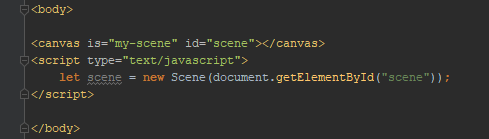 <body>
<canvas is="my-scene" id="scene"></canvas>
<script type="text/javascript">
let scene = new Scene(document.getElementById("scene"));
</script>
</body>